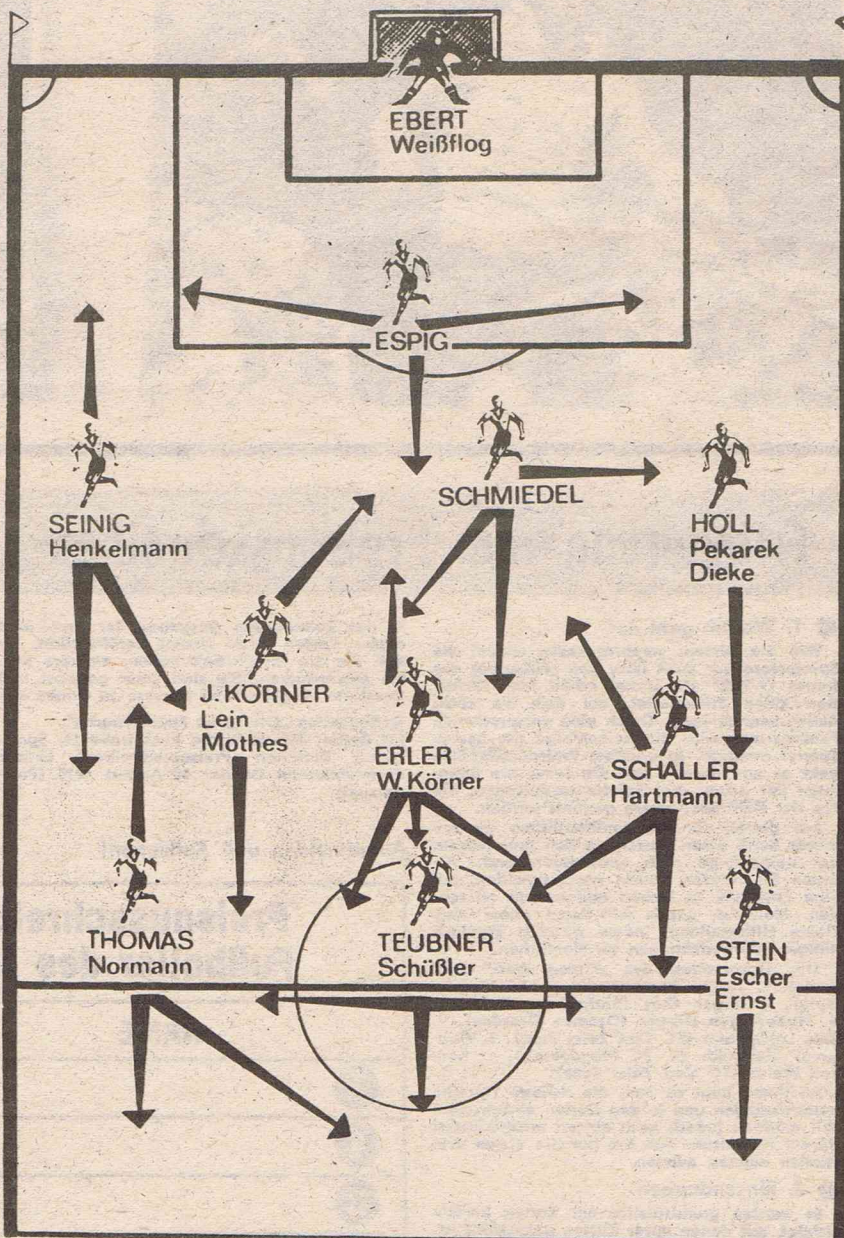 EBERT
Weißflog
ESPIG
SCHMIEDEL
SEINIG
Henkelmann
HÖLL
Pekarek
Dieke
J. KÖRNER
Lein
Mothes
ERLER
W. Körner
SCHALLER
Hartmann
THOMAS
Normann
TEUBNER
Schüßler
STEIN
Escher
Ernst